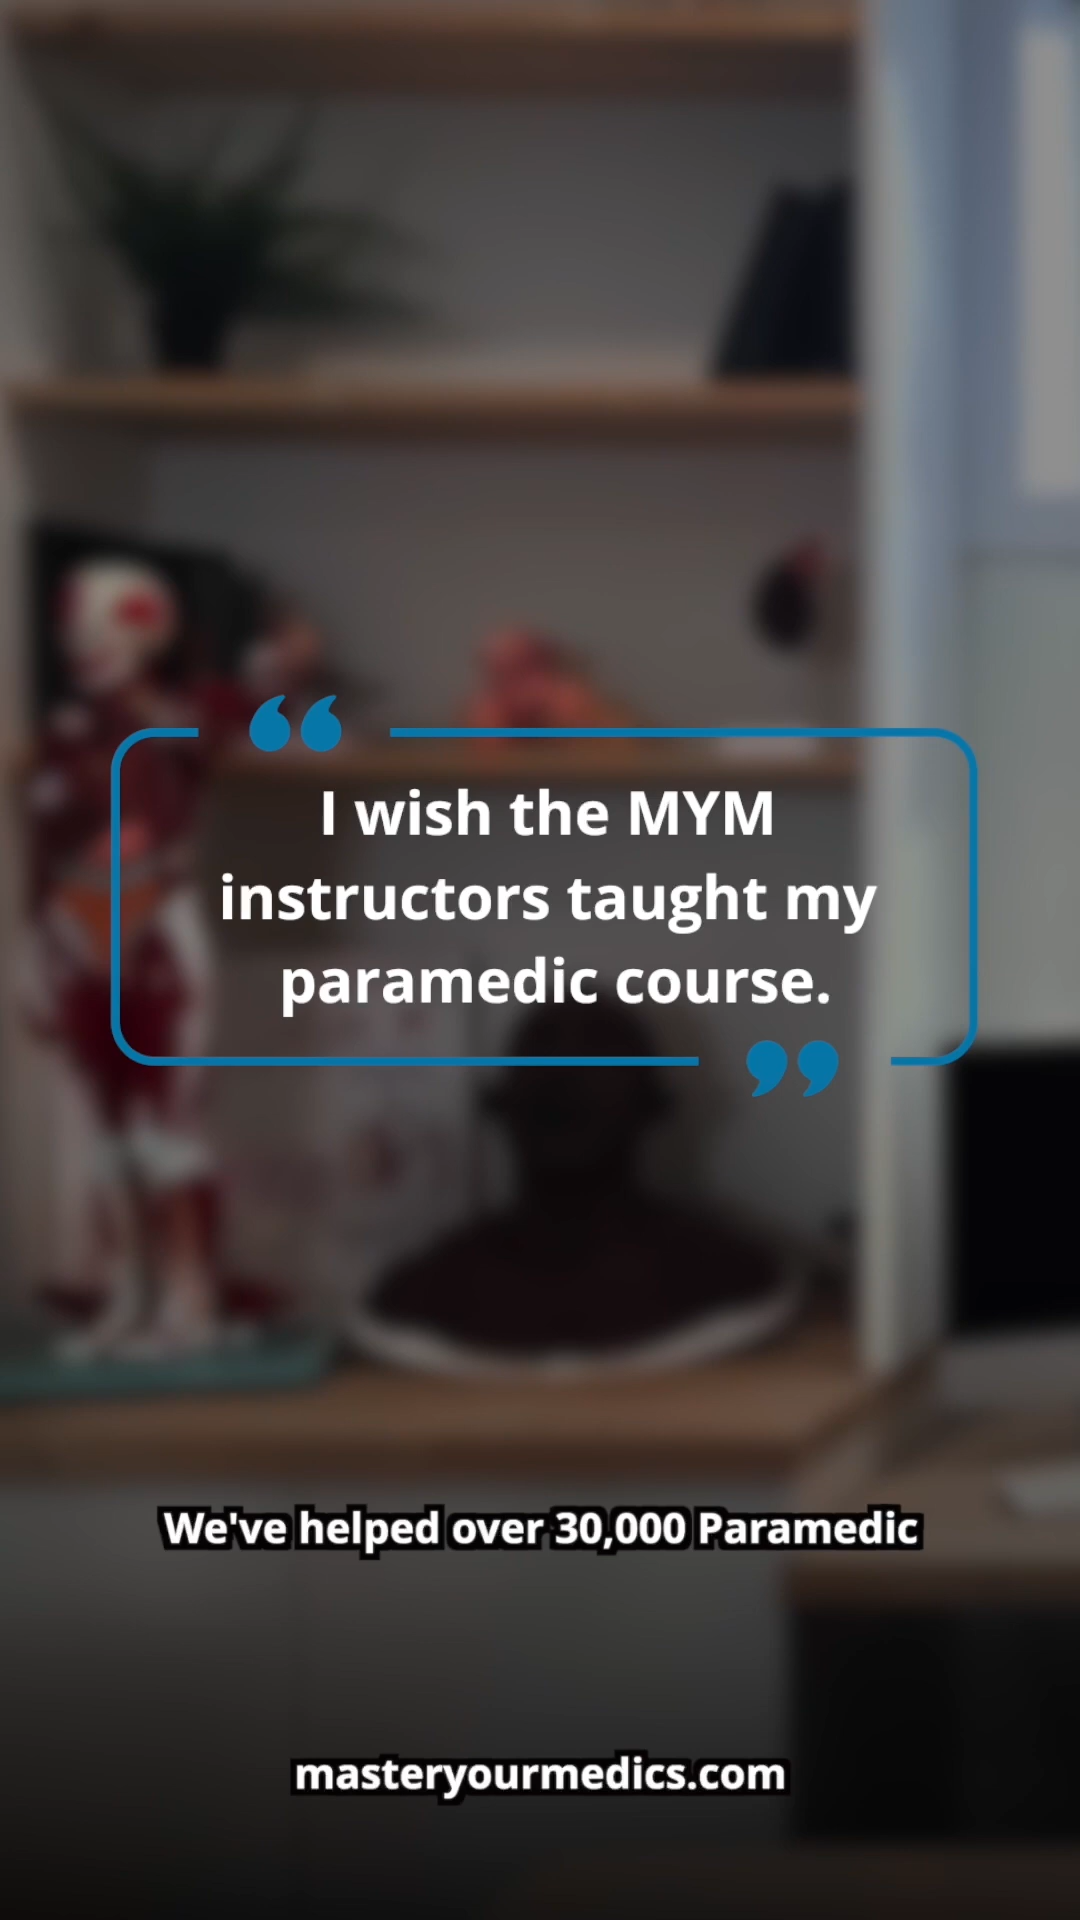 “
I wish the MYM
instructors taught my
paramedic course.
”
We've helped over 30,000 Paramedic
masteryourmedics.com